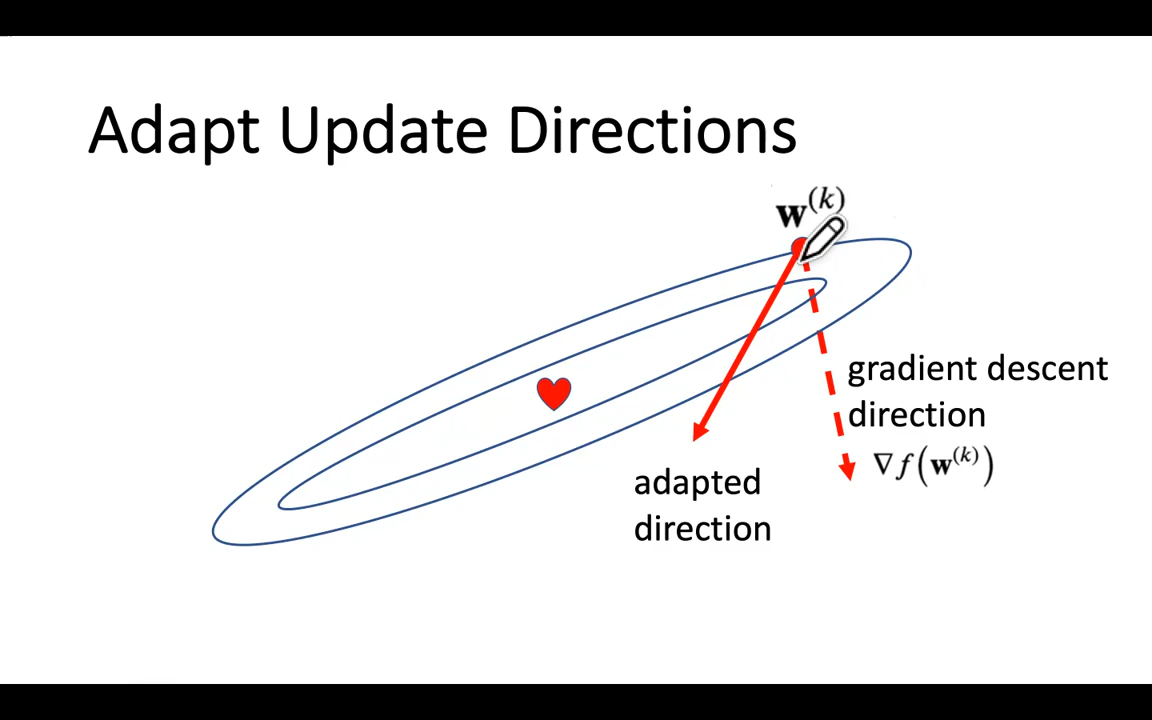 Adapt Update Directions
𝐰⁽ᵏ⁾
gradient descent
direction
∇f(𝐰⁽ᵏ⁾)
adapted
direction